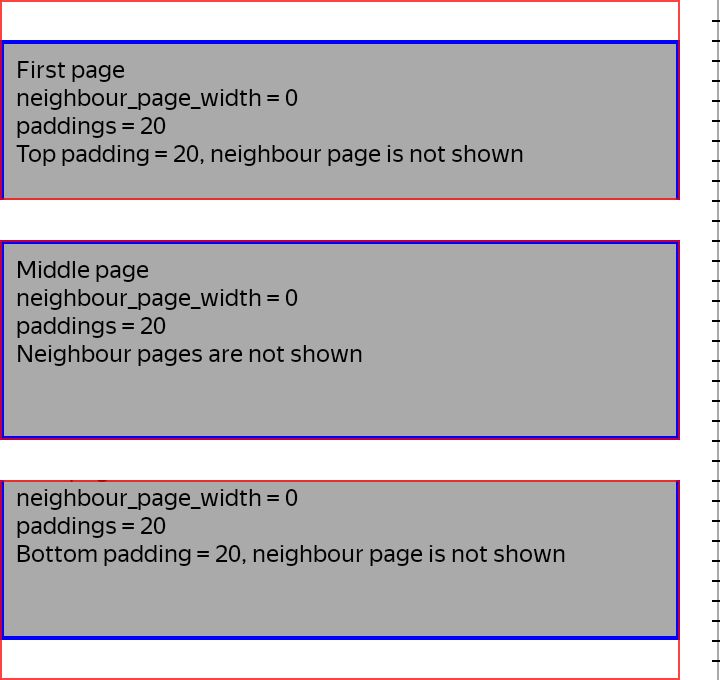 First page
neighbour_page_width = 0
paddings = 20
Top padding = 20, neighbour page is not shown
Middle page
neighbour_page_width = 0
paddings = 20
Neighbour pages are not shown
neighbour_page_width = 0
paddings = 20
Bottom padding = 20, neighbour page is not shown